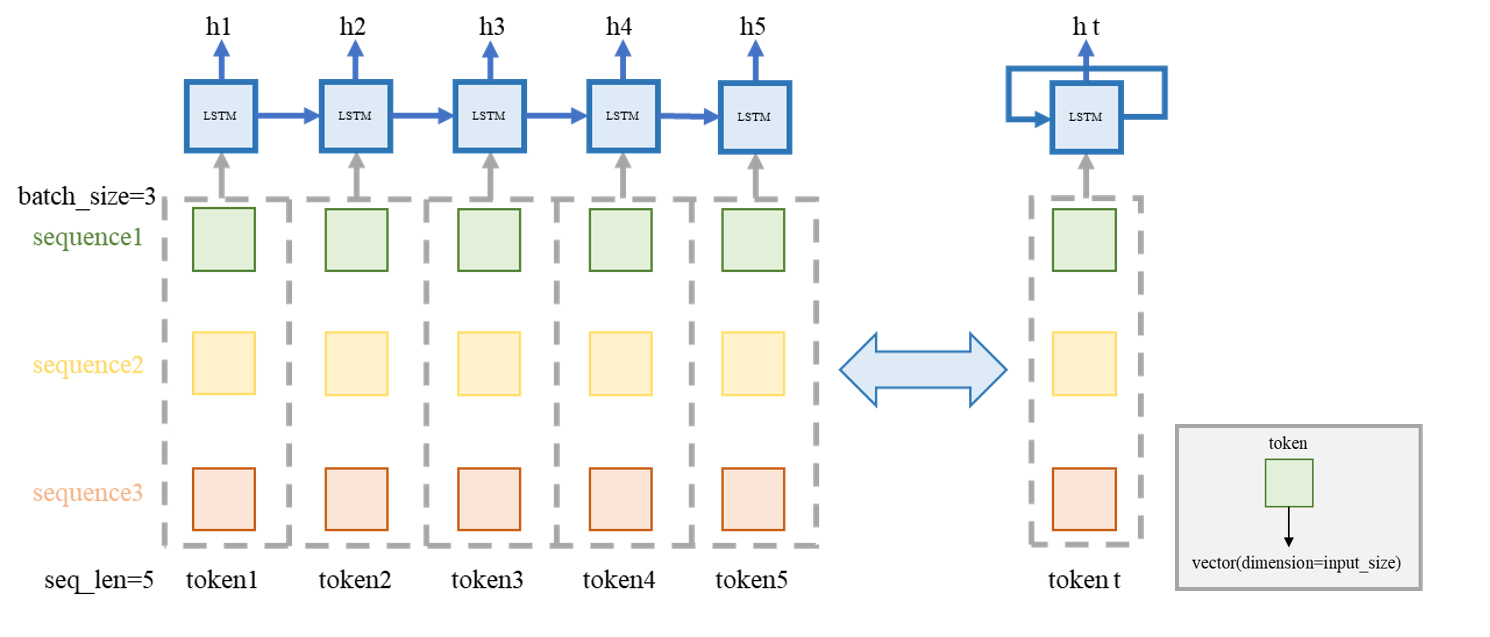 h1 h2 h3 h4 h5 h t
LSTM LSTM LSTM LSTM LSTM LSTM
batch_size=3
sequence1
sequence2
sequence3
token
vector(dimension=input_size)
seq_len=5 token1 token2 token3 token4 token5 token t